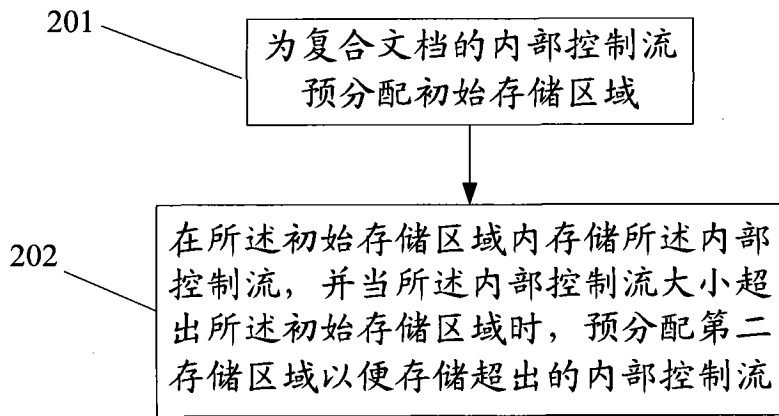 201
为复合文档的内部控制流
预分配初始存储区域
202
在所述初始存储区域内存储所述内部
控制流，并当所述内部控制流大小超
出所述初始存储区域时，预分配第二
存储区域以便存储超出的内部控制流